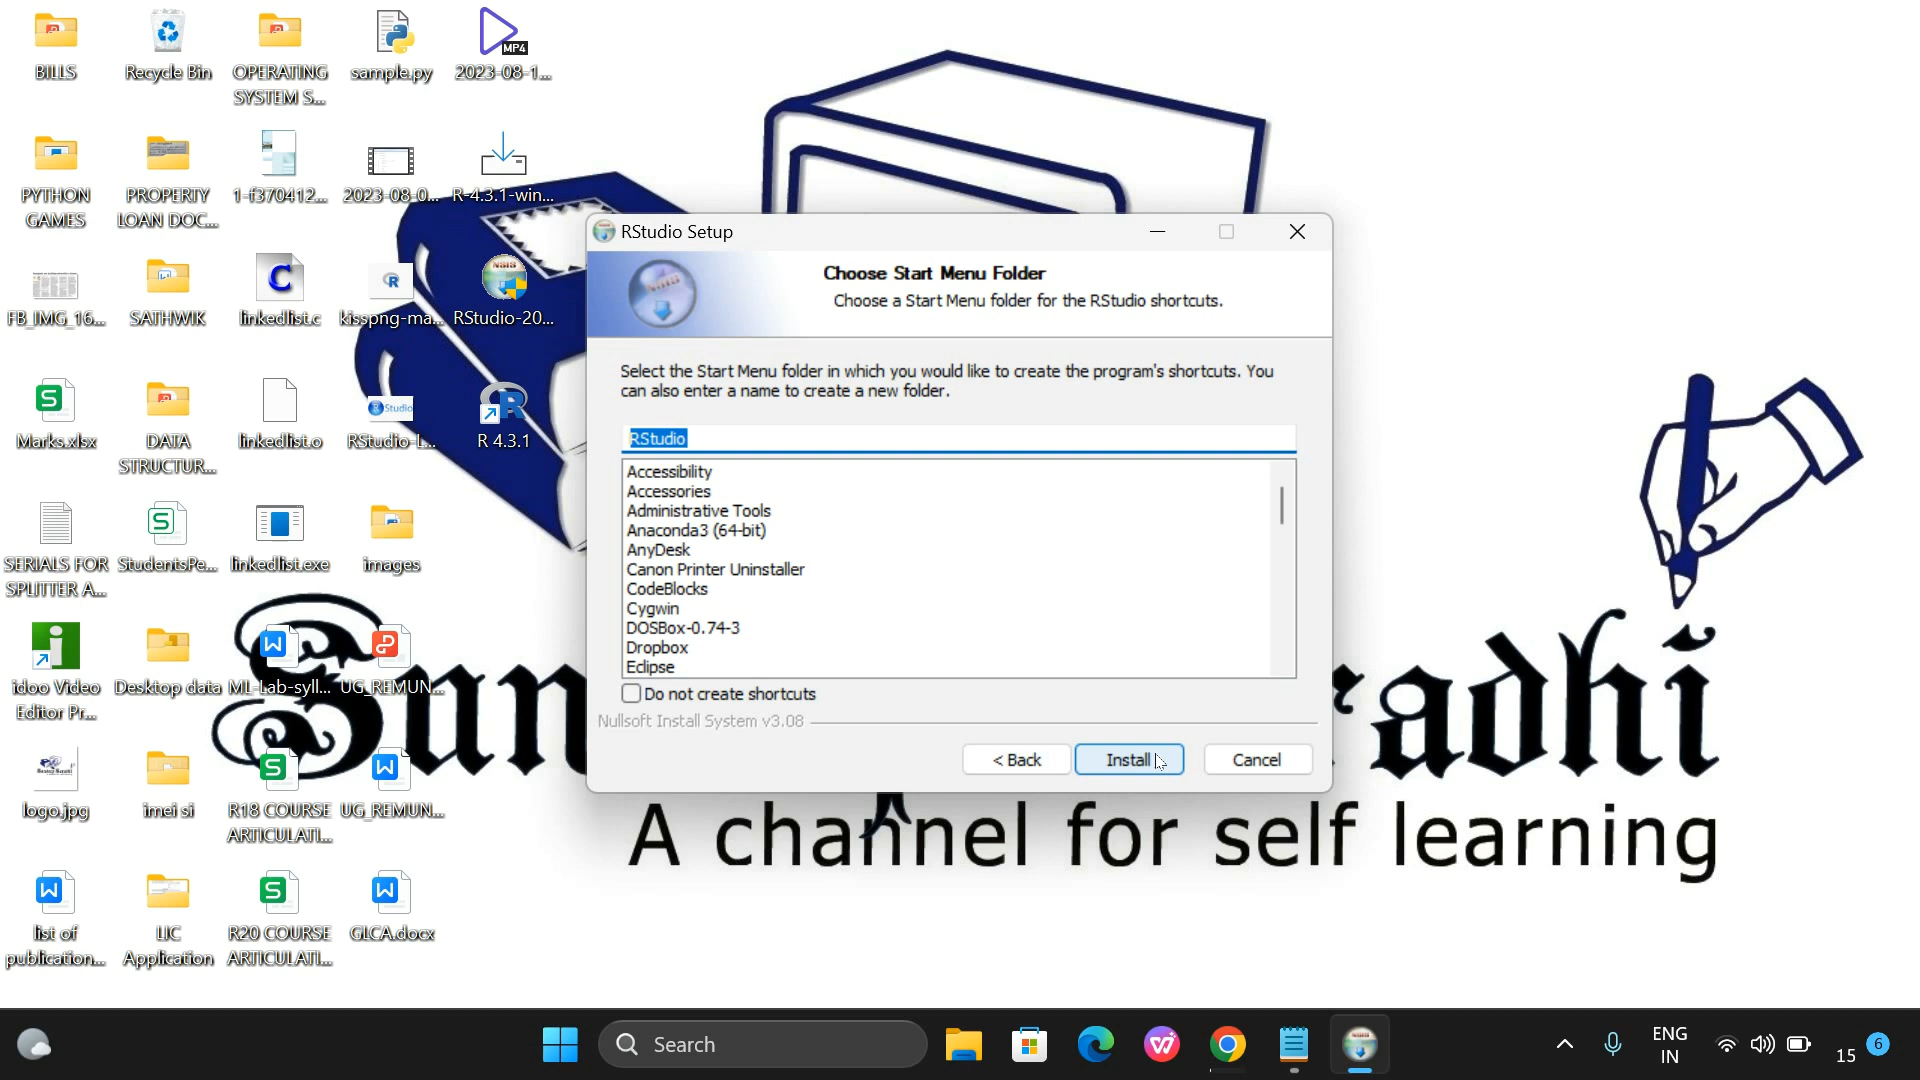 BILLS
Recycle Bin
OPERATING
SYSTEM S...
sample.py
2023-08-1...
MP4
PYTHON
GAMES
PROPERTY
LOAN DOC...
1-f370412...
2023-08-0...
R-4.3.1-win...
FB_IMG_16...
SATHWIK
linkedlist.c
kisspng-ma...
RStudio-20...
Marks.xlsx
DATA
STRUCTUR...
linkedlist.o
RStudio-L...
R 4.3.1
SERIALS FOR
SPLITTER A...
StudentsPe...
linkedlist.exe
images
idoo Video
Editor Pr...
Desktop data
ML-Lab-syll...
UG_REMUN...
logo.jpg
imei si
R18 COURSE
ARTICULATI...
UG_REMUN...
list of
publication...
LIC
Application
R20 COURSE
ARTICULATI...
GLCA.docx
RStudio Setup
Choose Start Menu Folder
Choose a Start Menu folder for the RStudio shortcuts.
Select the Start Menu folder in which you would like to create the program's shortcuts. You
can also enter a name to create a new folder.
RStudio
Accessibility
Accessories
Administrative Tools
Anaconda3 (64-bit)
AnyDesk
Canon Printer Uninstaller
CodeBlocks
Cygwin
DOSBox-0.74-3
Dropbox
Eclipse
Do not create shortcuts
Nullsoft Install System v3.08
< Back
Install
Cancel
A channel for self learning
Search
ENG
IN
15
6